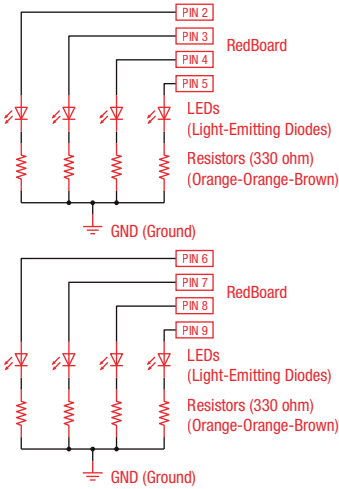 PIN 2
PIN 3
RedBoard
PIN 4
PIN 5
LEDs
(Light-Emitting Diodes)
Resistors (330 ohm)
(Orange-Orange-Brown)
GND (Ground)
PIN 6
PIN 7
RedBoard
PIN 8
PIN 9
LEDs
(Light-Emitting Diodes)
Resistors (330 ohm)
(Orange-Orange-Brown)
GND (Ground)